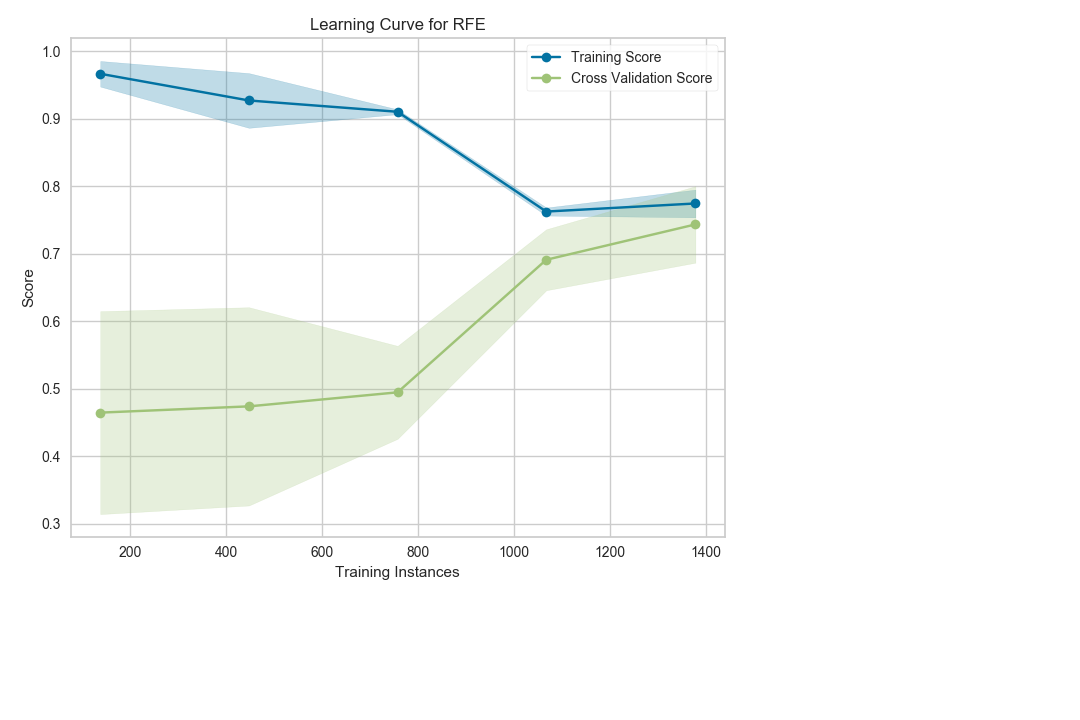 Learning Curve for RFE
Training Score
Cross Validation Score
1.0
0.9
0.8
0.7
0.6
0.5
0.4
0.3
Score
200 400 600 800 1000 1200 1400
Training Instances